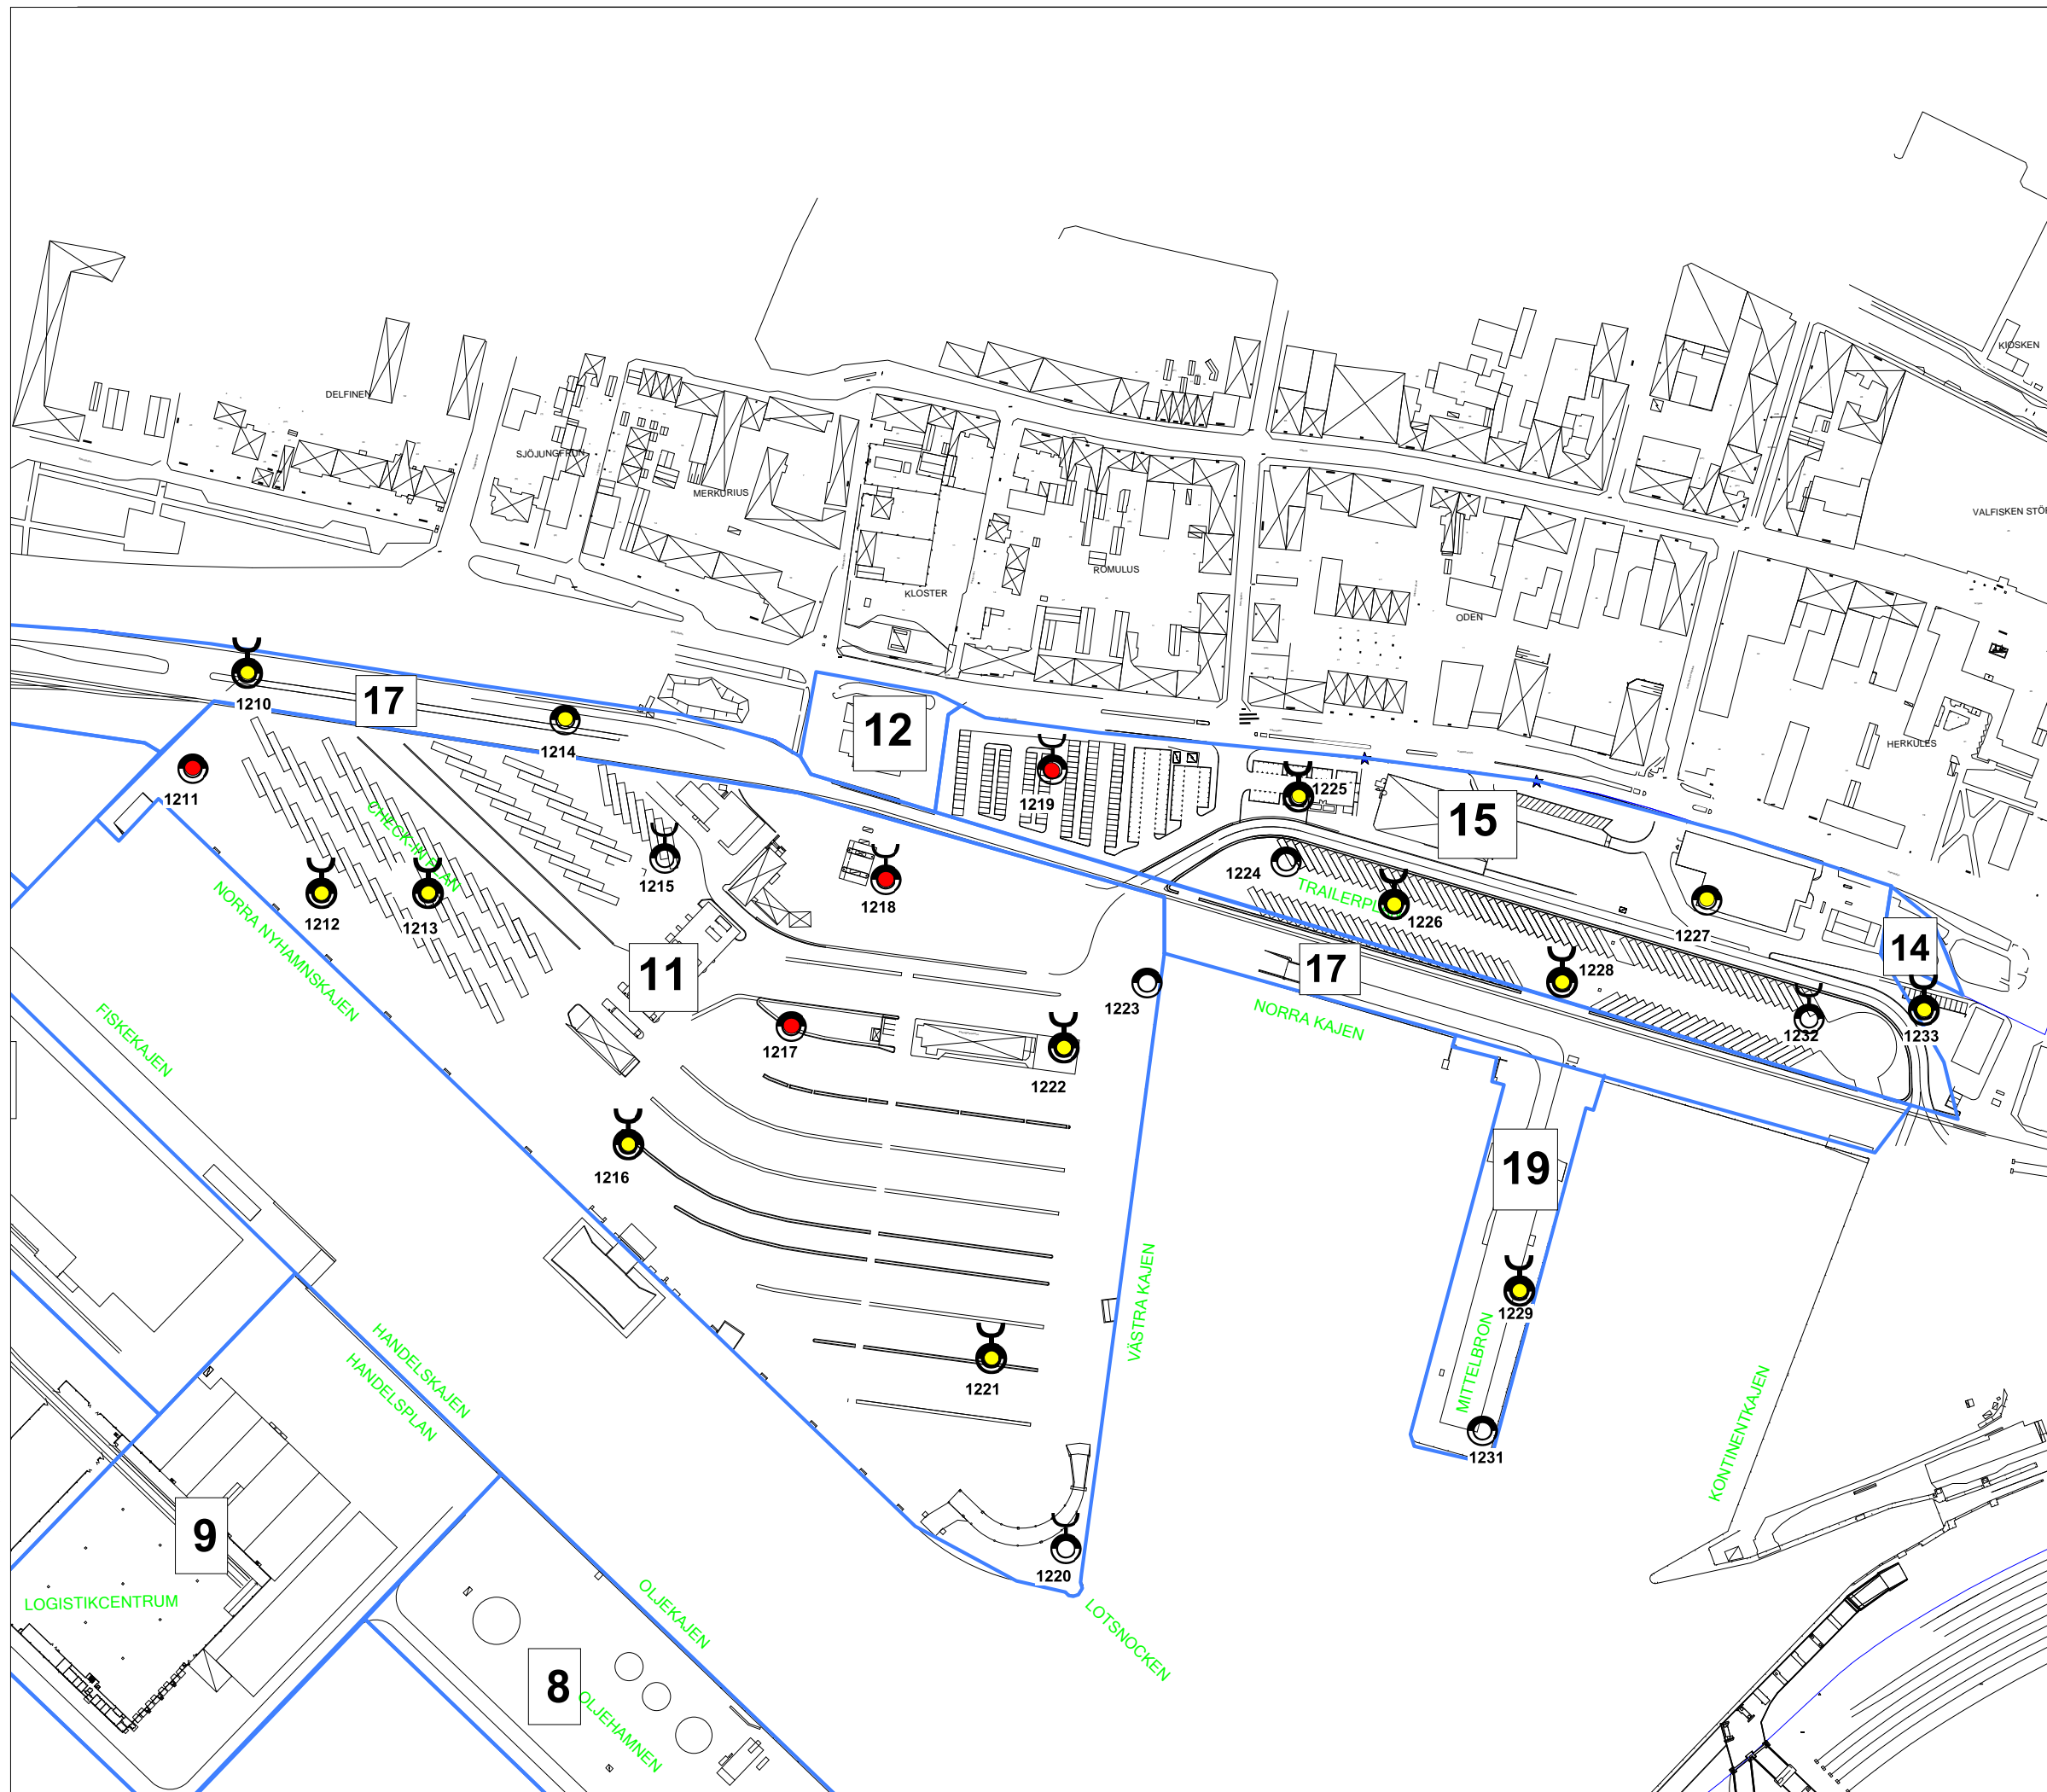 KIOSKEN
DELFINEN
SJÖJUNGFRUN
MERKURIUS
VALFISKEN STÖR
ROMULUS
KLOSTER
ODEN
1210
17
12
HERKULES
1214
1211
CHECK-IN PLAN
1219
1225
15
1212
1213
1215
1218
1224
TRAILERPL
1226
1227
NORRA NYHAMNSKAJEN
11
1217
1223
17
1228
14
FISKEKAJEN
NORRA KAJEN
1222
1232
1233
1216
19
1229
VÄSTRA KAJEN
MITTELBRON
HANDELSKAJEN
HANDELSPLAN
1221
1231
KONTINENTKAJEN
9
1220
LOGISTIKCENTRUM
OLJEKAJEN
LOTSNOCKEN
8
OLJEHAMNEN